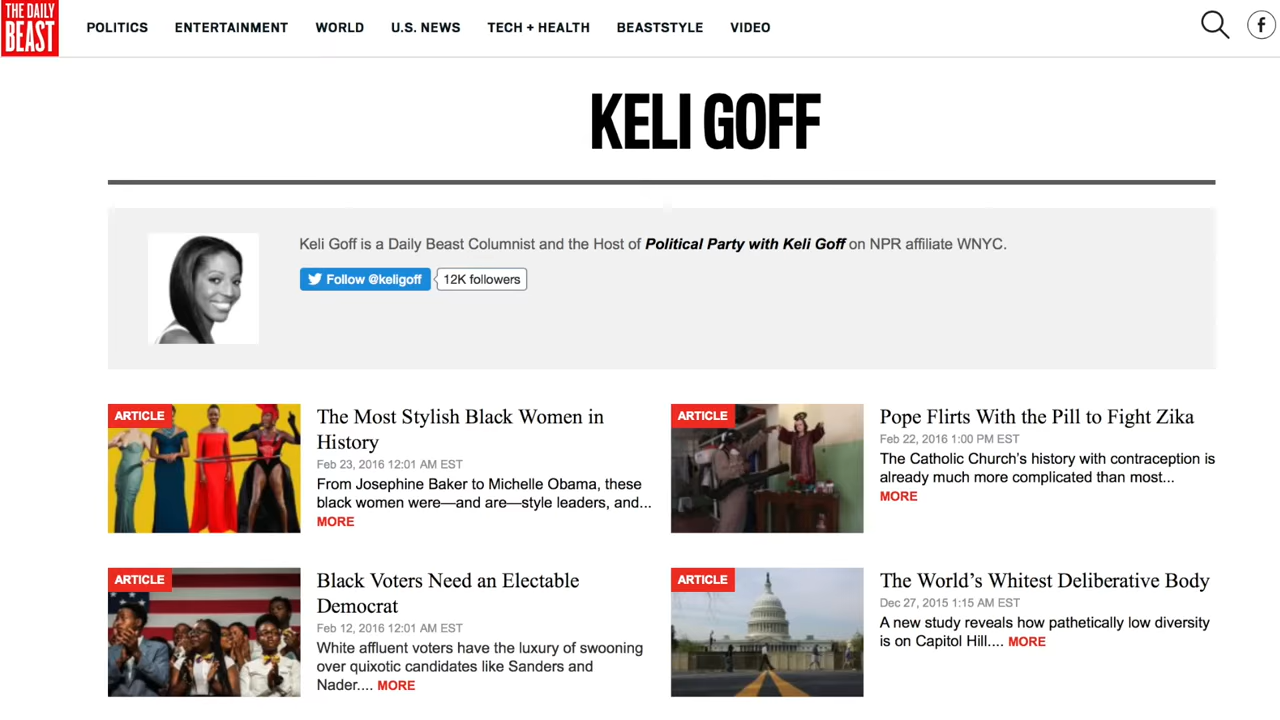 THE DAILY
BEAST
POLITICS ENTERTAINMENT WORLD U.S. NEWS TECH + HEALTH BEASTSTYLE VIDEO
KELI GOFF
Keli Goff is a Daily Beast Columnist and the Host of Political Party with Keli Goff on NPR affiliate WNYC.
Follow @keligoff 12K followers
ARTICLE
The Most Stylish Black Women in
History
Feb 23, 2016 12:01 AM EST
From Josephine Baker to Michelle Obama, these
black women were—and are—style leaders, and...
MORE
ARTICLE
Pope Flirts With the Pill to Fight Zika
Feb 22, 2016 1:00 PM EST
The Catholic Church’s history with contraception is
already much more complicated than most...
MORE
ARTICLE
Black Voters Need an Electable
Democrat
Feb 12, 2016 12:01 AM EST
White affluent voters have the luxury of swooning
over quixotic candidates like Sanders and
Nader.... MORE
ARTICLE
The World’s Whitest Deliberative Body
Dec 27, 2015 1:15 AM EST
A new study reveals how pathetically low diversity
is on Capitol Hill.... MORE